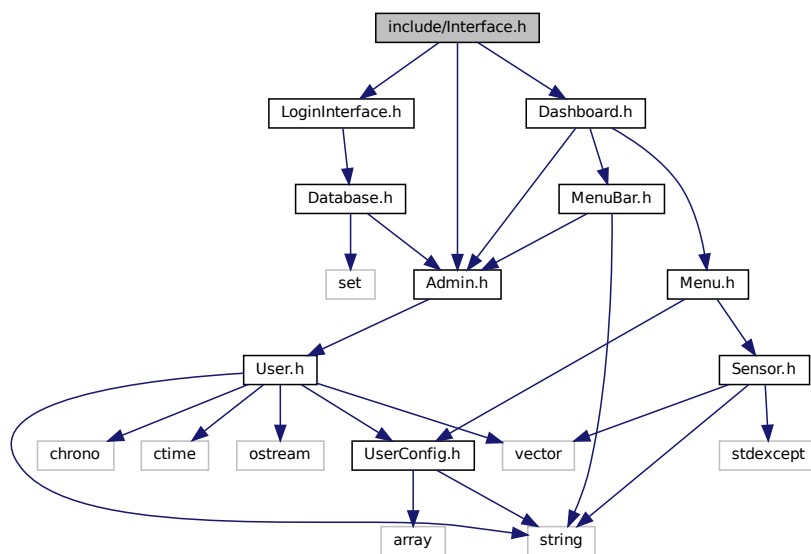 include/Interface.h
LoginInterface.h
Dashboard.h
Database.h
MenuBar.h
set
Admin.h
Menu.h
User.h
Sensor.h
chrono
ctime
ostream
UserConfig.h
vector
stdexcept
array
string